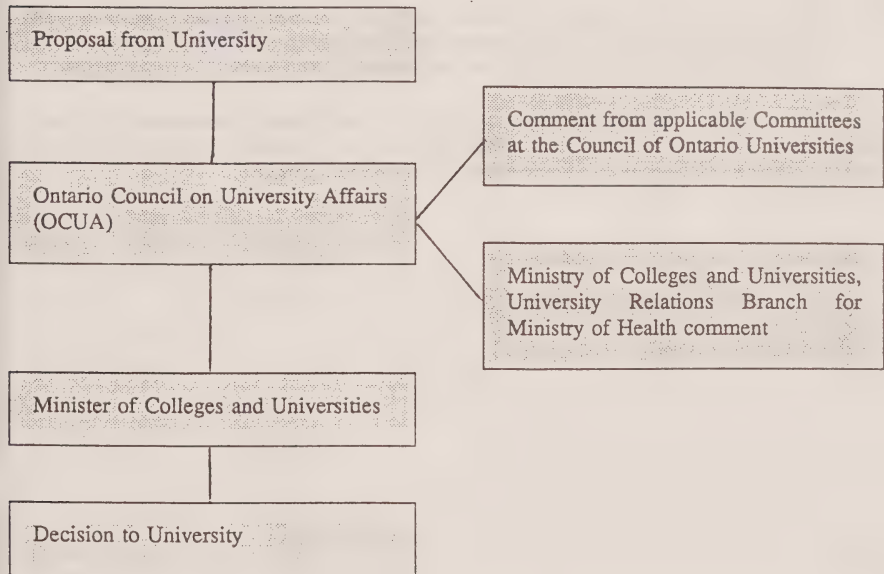 Proposal from University
Comment from applicable Committees
at the Council of Ontario Universities
Ontario Council on University Affairs
(OCUA)
Ministry of Colleges and Universities,
University Relations Branch for
Ministry of Health comment
Minister of Colleges and Universities
Decision to University